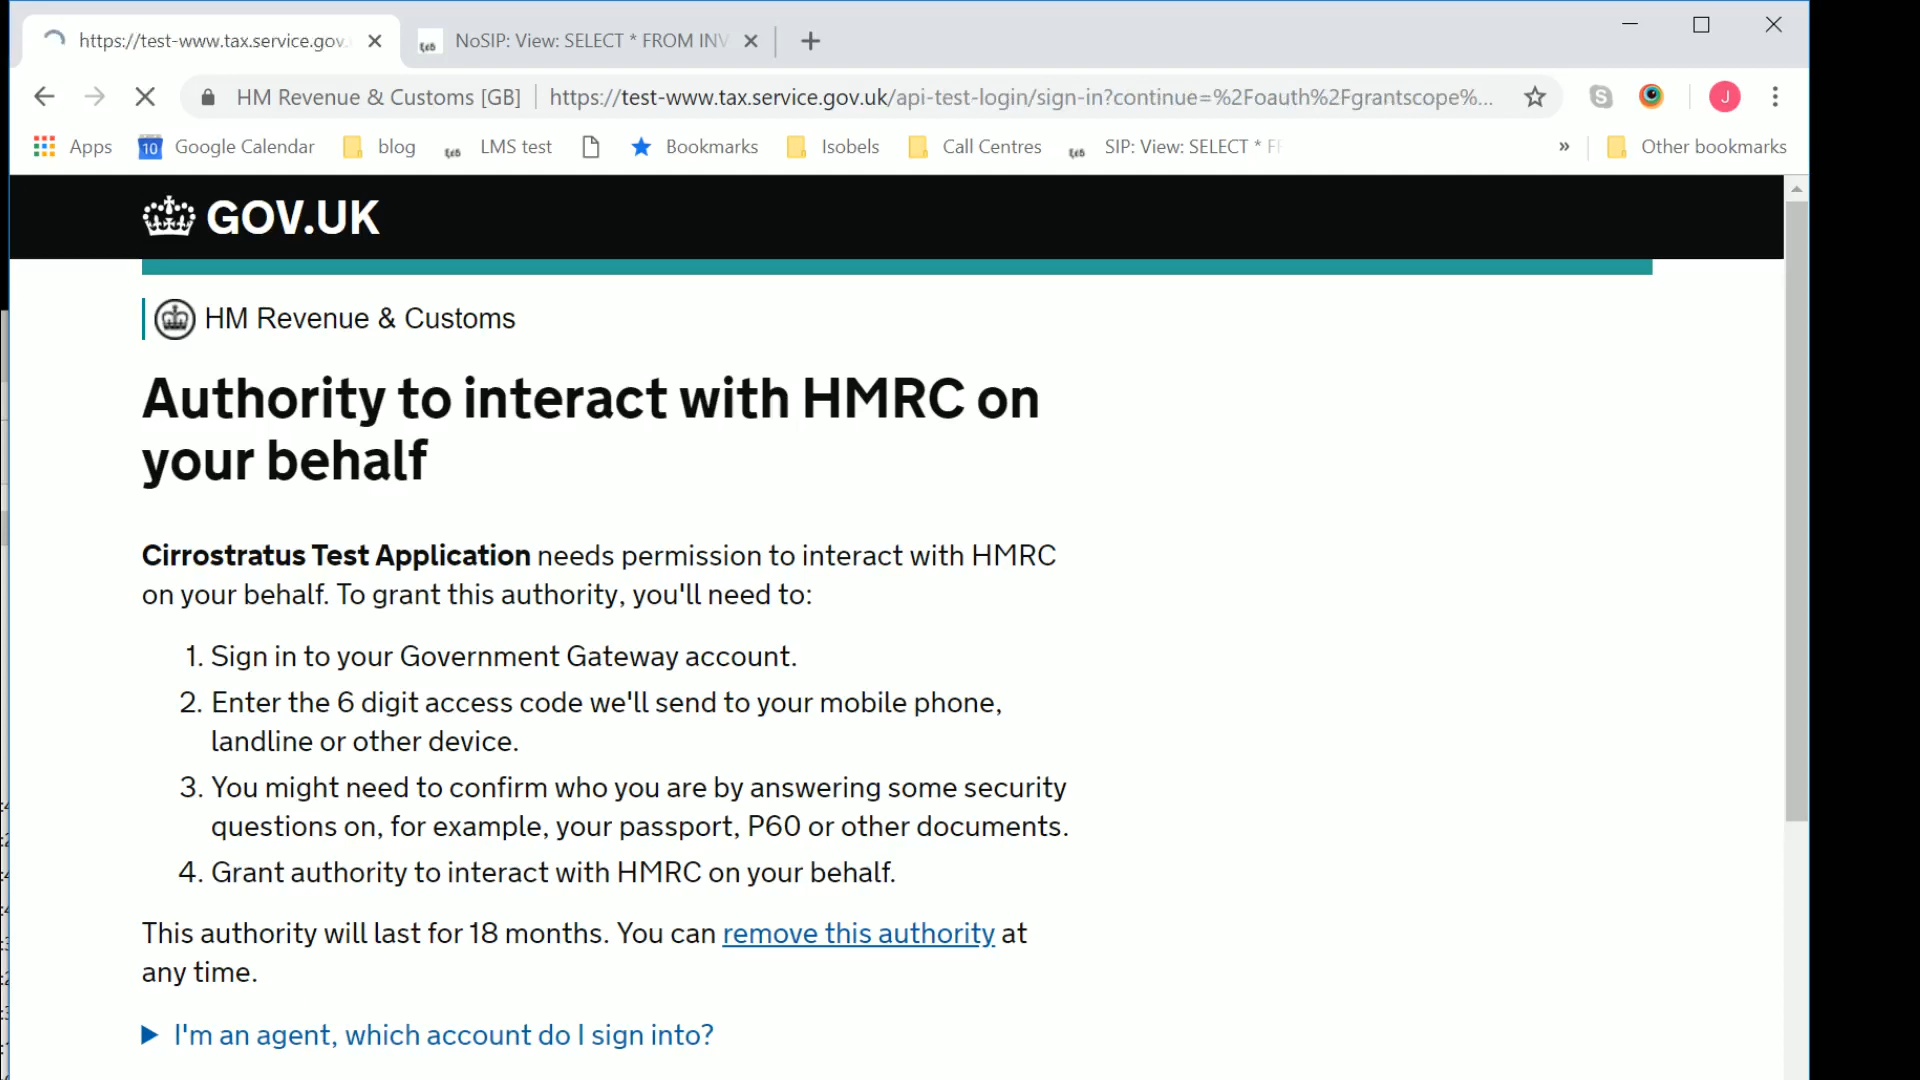 https://test-www.tax.service.gov.
NoSIP: View: SELECT * FROM INV
HM Revenue & Customs [GB]
https://test-www.tax.service.gov.uk/api-test-login/sign-in?continue=%2Foauth%2Fgrantscope%...
J
Apps
10
Google Calendar
blog
LMS test
Bookmarks
Isobels
Call Centres
SIP: View: SELECT * FF
»
Other bookmarks
GOV.UK
HM Revenue & Customs
Authority to interact with HMRC on
your behalf
Cirrostratus Test Application needs permission to interact with HMRC
on your behalf. To grant this authority, you'll need to:
1. Sign in to your Government Gateway account.
2. Enter the 6 digit access code we'll send to your mobile phone,
landline or other device.
3. You might need to confirm who you are by answering some security
questions on, for example, your passport, P60 or other documents.
4. Grant authority to interact with HMRC on your behalf.
This authority will last for 18 months. You can remove this authority at
any time.
I'm an agent, which account do I sign into?